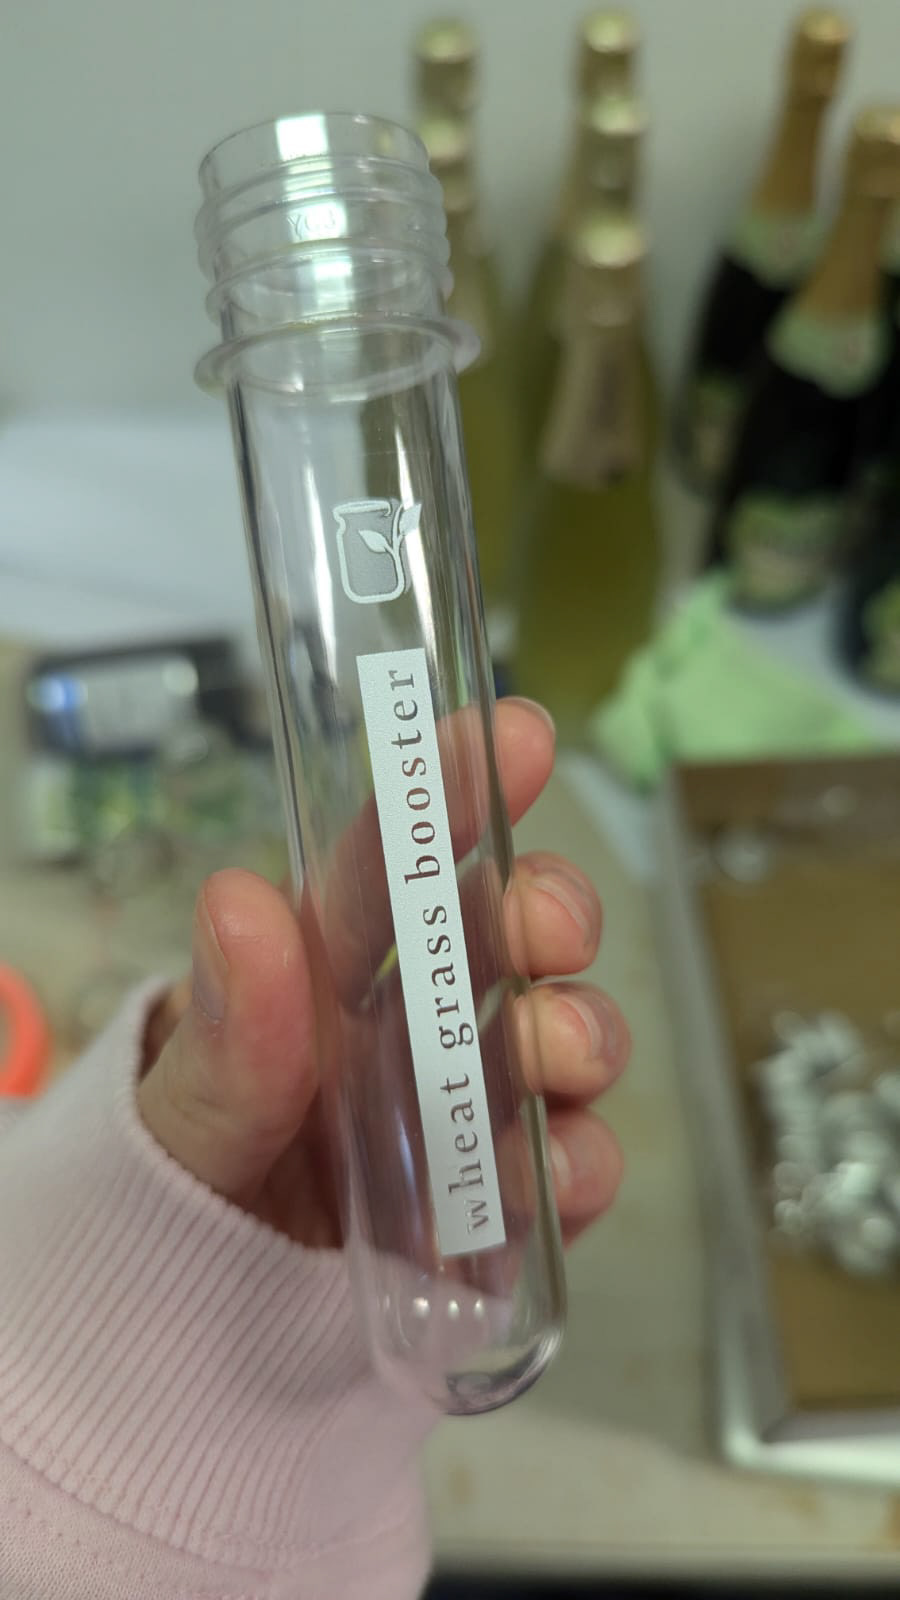 wheat grass booster